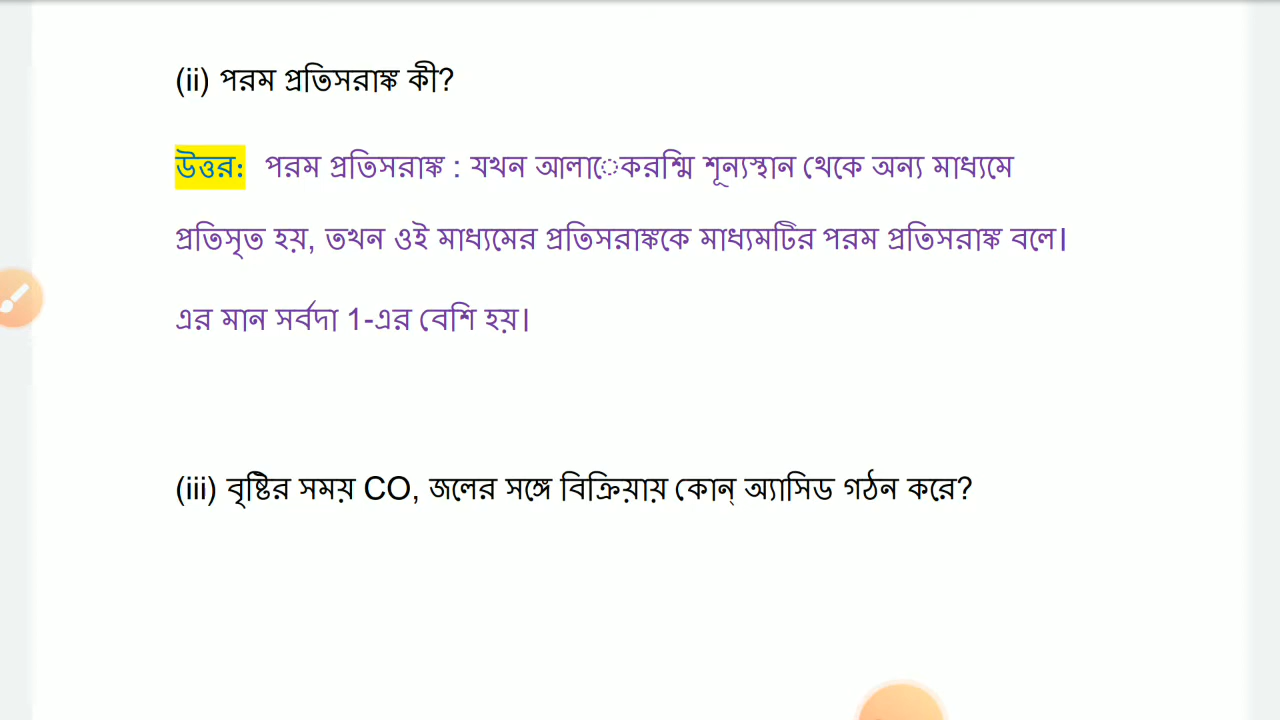 (ii) পরম প্রতিসরাঙ্ক কী?
উত্তর: পরম প্রতিসরাঙ্ক : যখন আলােকরশ্মি শূন্যস্থান থেকে অন্য মাধ্যমে
প্রতিসৃত হয়, তখন ওই মাধ্যমের প্রতিসরাঙ্ককে মাধ্যমটির পরম প্রতিসরাঙ্ক বলে।
এর মান সর্বদা 1-এর বেশি হয়।
(iii) বৃষ্টির সময় CO, জলের সঙ্গে বিক্রিয়ায় কোন্ অ্যাসিড গঠন করে?